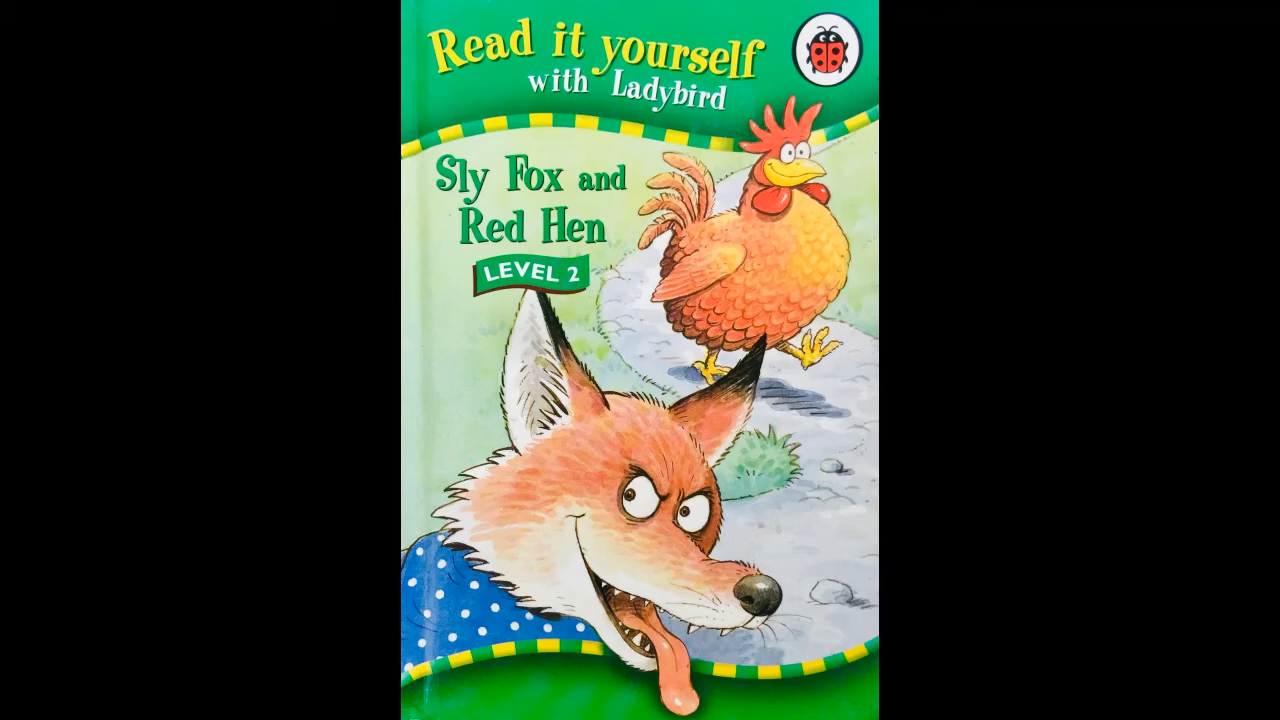 Read it yourself
with Ladybird
Sly Fox and
Red Hen
LEVEL 2